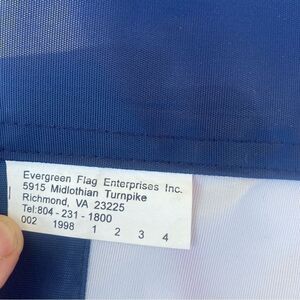 Evergreen Flag Enterprises Inc.
5915 Midlothian Turnpike
Richmond, VA 23225
Tel:804-231-1800
002 1998 1 2 3 4